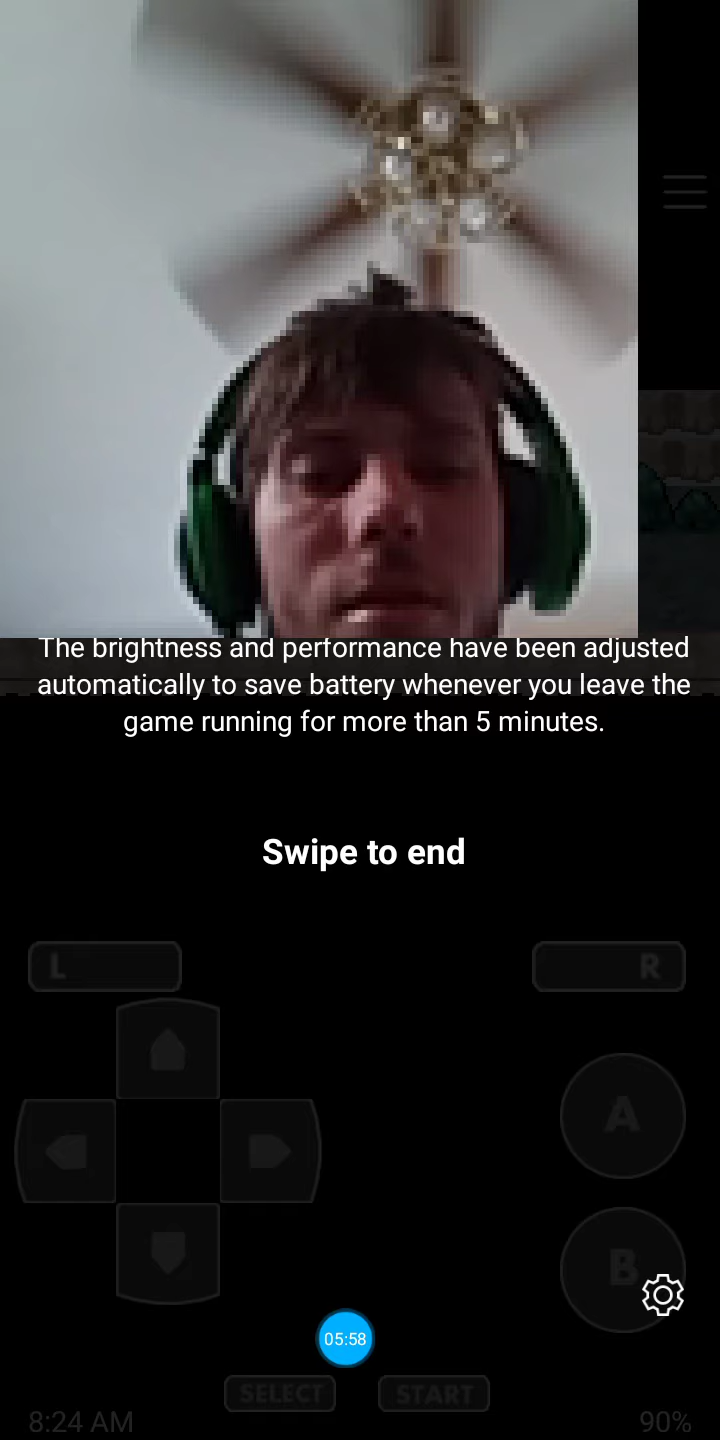 The brightness and performance have been adjusted
automatically to save battery whenever you leave the
game running for more than 5 minutes.
Swipe to end
L R
A
B
05:58
SELECT START
8:24 AM 90%